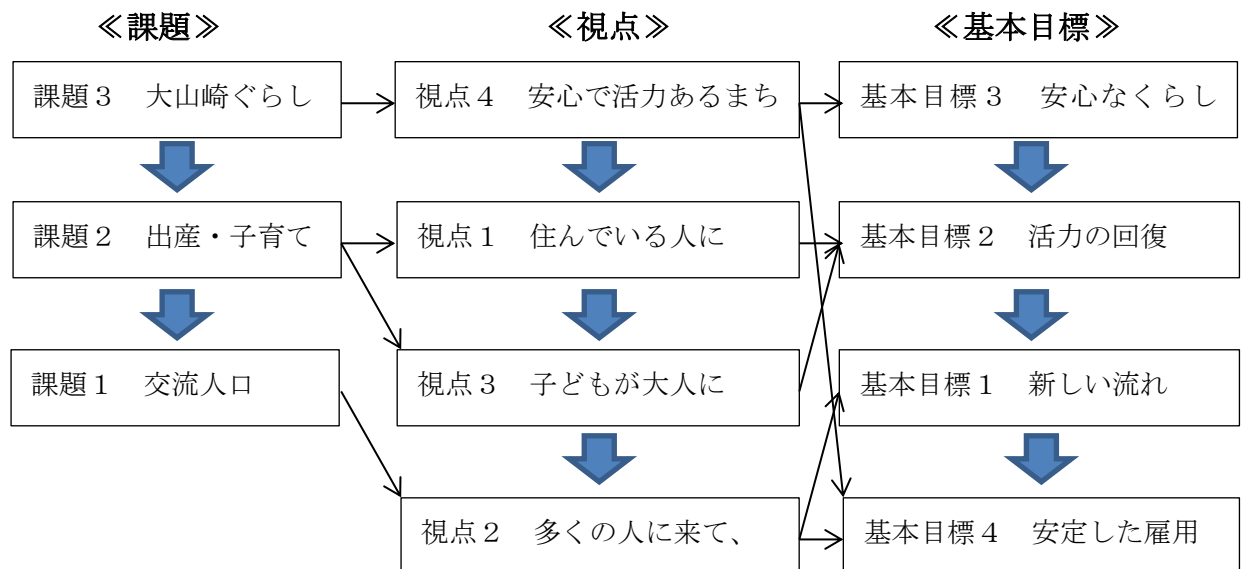 ≪課題≫ ≪視点≫ ≪基本目標≫
課題３　大山崎ぐらし
視点４　安心で活力あるまち
基本目標３　安心なくらし
課題２　出産・子育て
視点１　住んでいる人に
基本目標２　活力の回復
課題１　交流人口
視点３　子どもが大人に
基本目標１　新しい流れ
視点２　多くの人に来て、
基本目標４　安定した雇用